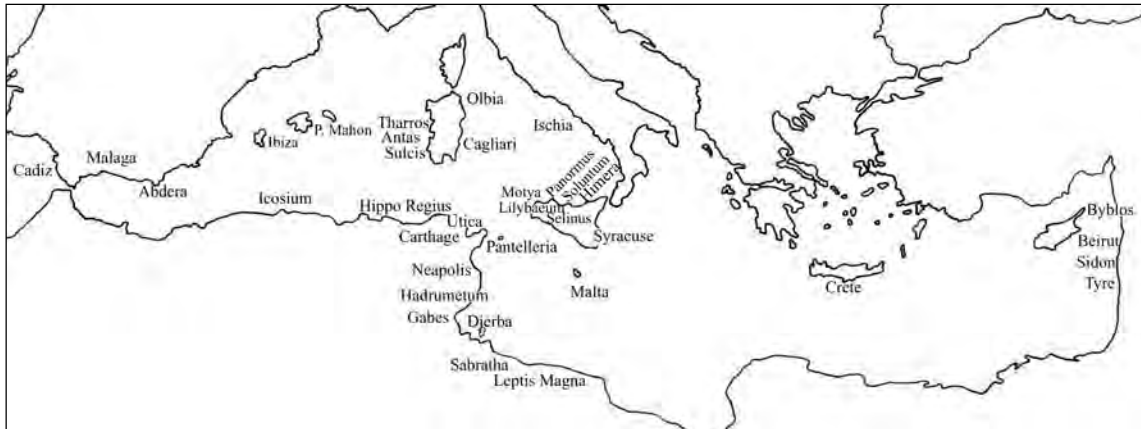 Olbia
Tharros
Antas
Sulcis
Cagliari
Ischia
P. Mahon
Ibiza
Malaga
Cadiz
Abdera
Icosium
Hippo Regius
Utica
Carthage
Panormus
Soluntum
Himera
Motya
Lilybaeum
Selinus
Syracuse
Pantelleria
Neapolis
Malta
Hadrumetum
Gabes
Djerba
Sabratha
Leptis Magna
Crete
Byblos
Beirut
Sidon
Tyre